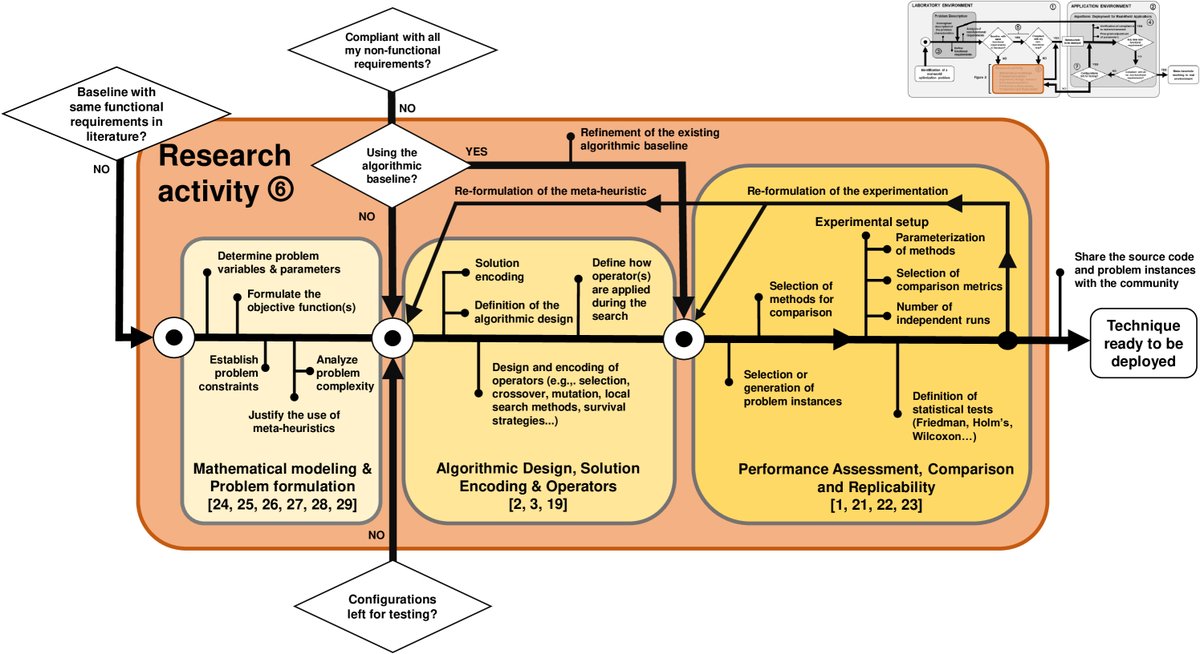 LABORATORY ENVIRONMENT
APPLICATION ENVIRONMENT
Problem Description
Figure 2
Compliant with all
my non-functional
requirements?
NO
Baseline with
same functional
requirements in
literature?
NO
Research
activity ⑥
Using the
algorithmic
baseline?
YES
NO
Refinement of the existing
algorithmic baseline
Re-formulation of the meta-heuristic
Re-formulation of the experimentation
Determine problem
variables & parameters
Formulate the
objective function(s)
Establish
problem
constraints
Analyze
problem
complexity
Justify the use of
meta-heuristics
Mathematical modeling &
Problem formulation
[24, 25, 26, 27, 28, 29]
Solution
encoding
Definition of the
algorithmic design
Define how
operator(s)
are applied
during the
search
Design and encoding of
operators (e.g.,. selection,
crossover, mutation, local
search methods, survival
strategies...)
Algorithmic Design, Solution
Encoding & Operators
[2, 3, 19]
Experimental setup
Parameterization
of methods
Selection of
comparison metrics
Number of
independent runs
Selection of
methods for
comparison
Selection or
generation of
problem instances
Definition of
statistical tests
(Friedman, Holm's,
Wilcoxon…)
Performance Assessment, Comparison
and Replicability
[1, 21, 22, 23]
Share the source code
and problem instances
with the community
Technique
ready to be
deployed
NO
Configurations
left for testing?